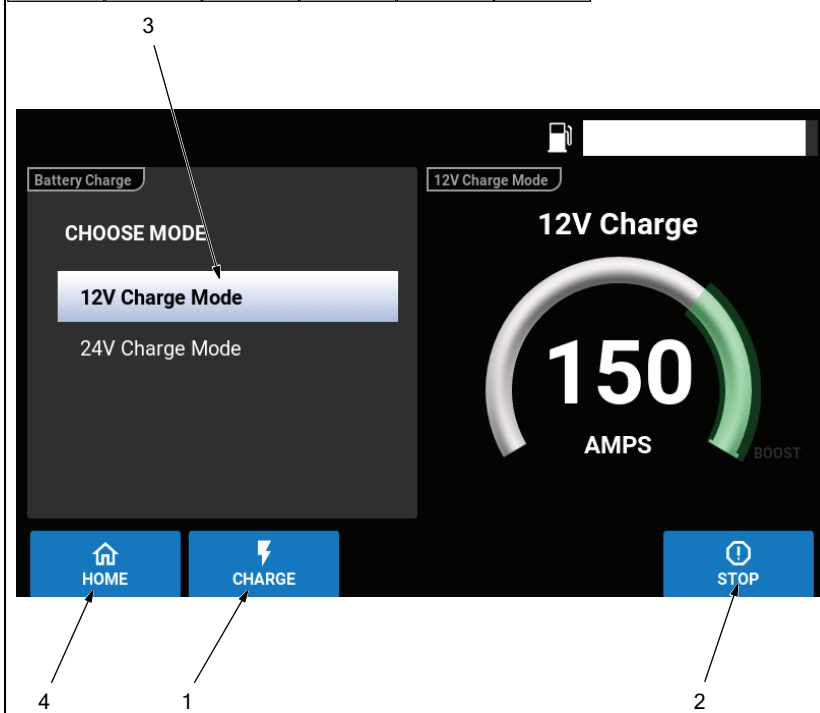 3
Battery Charge
12V Charge Mode
CHOOSE MODE
12V Charge
12V Charge Mode
24V Charge Mode
150
AMPS
BOOST
HOME
CHARGE
STOP
4
1
2